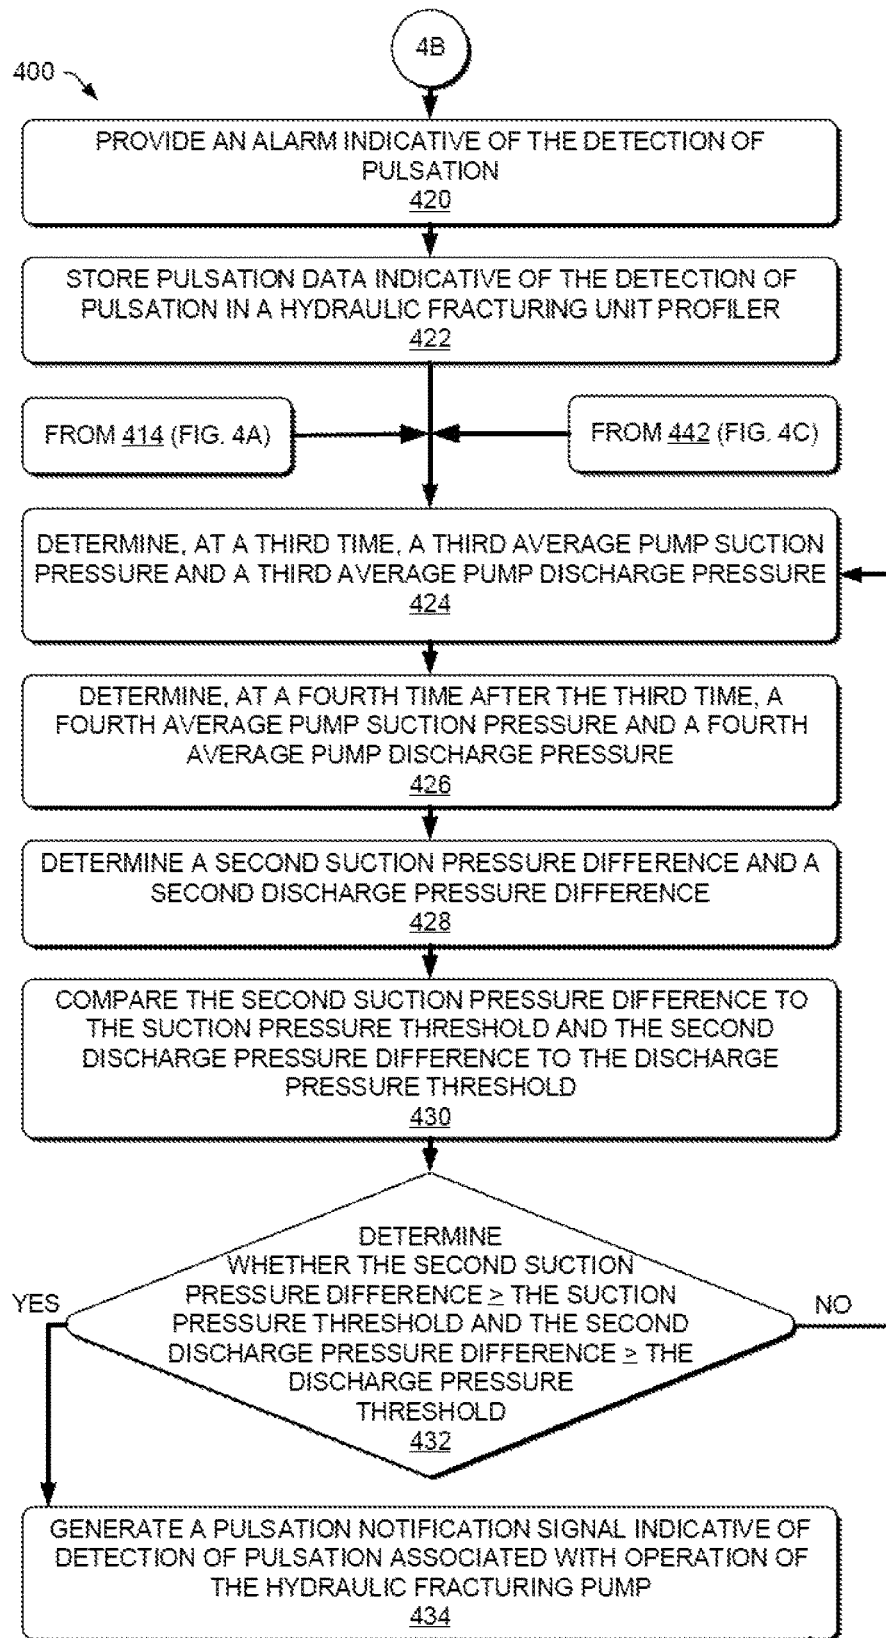 4B
400
PROVIDE AN ALARM INDICATIVE OF THE DETECTION OF
PULSATION
420
STORE PULSATION DATA INDICATIVE OF THE DETECTION OF
PULSATION IN A HYDRAULIC FRACTURING UNIT PROFILER
422
FROM 414 (FIG. 4A)
FROM 442 (FIG. 4C)
DETERMINE, AT A THIRD TIME, A THIRD AVERAGE PUMP SUCTION
PRESSURE AND A THIRD AVERAGE PUMP DISCHARGE PRESSURE
424
DETERMINE, AT A FOURTH TIME AFTER THE THIRD TIME, A
FOURTH AVERAGE PUMP SUCTION PRESSURE AND A FOURTH
AVERAGE PUMP DISCHARGE PRESSURE
426
DETERMINE A SECOND SUCTION PRESSURE DIFFERENCE AND A
SECOND DISCHARGE PRESSURE DIFFERENCE
428
COMPARE THE SECOND SUCTION PRESSURE DIFFERENCE TO
THE SUCTION PRESSURE THRESHOLD AND THE SECOND
DISCHARGE PRESSURE DIFFERENCE TO THE DISCHARGE
PRESSURE THRESHOLD
430
DETERMINE
WHETHER THE SECOND SUCTION
PRESSURE DIFFERENCE ≥ THE SUCTION
PRESSURE THRESHOLD AND THE SECOND
DISCHARGE PRESSURE DIFFERENCE ≥ THE
DISCHARGE PRESSURE
THRESHOLD
432
YES
NO
GENERATE A PULSATION NOTIFICATION SIGNAL INDICATIVE OF
DETECTION OF PULSATION ASSOCIATED WITH OPERATION OF
THE HYDRAULIC FRACTURING PUMP
434